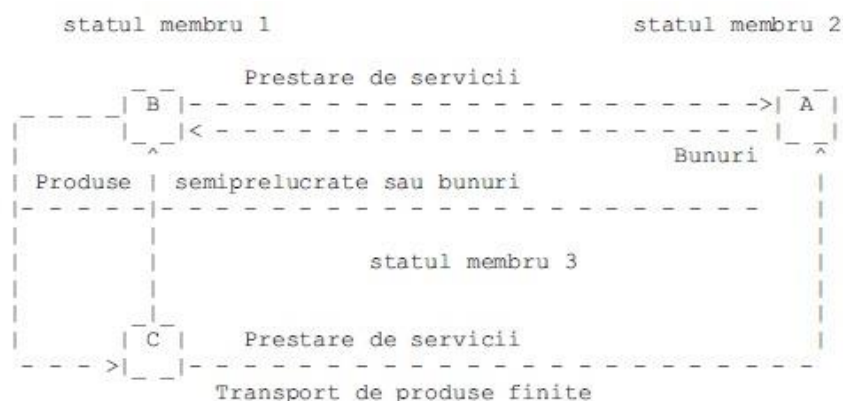 statul membru 1 statul membru 2
Prestare de servicii
B A
Bunuri
Produse semiprelucrate sau bunuri
statul membru 3
C Prestare de servicii
Transport de produse finite